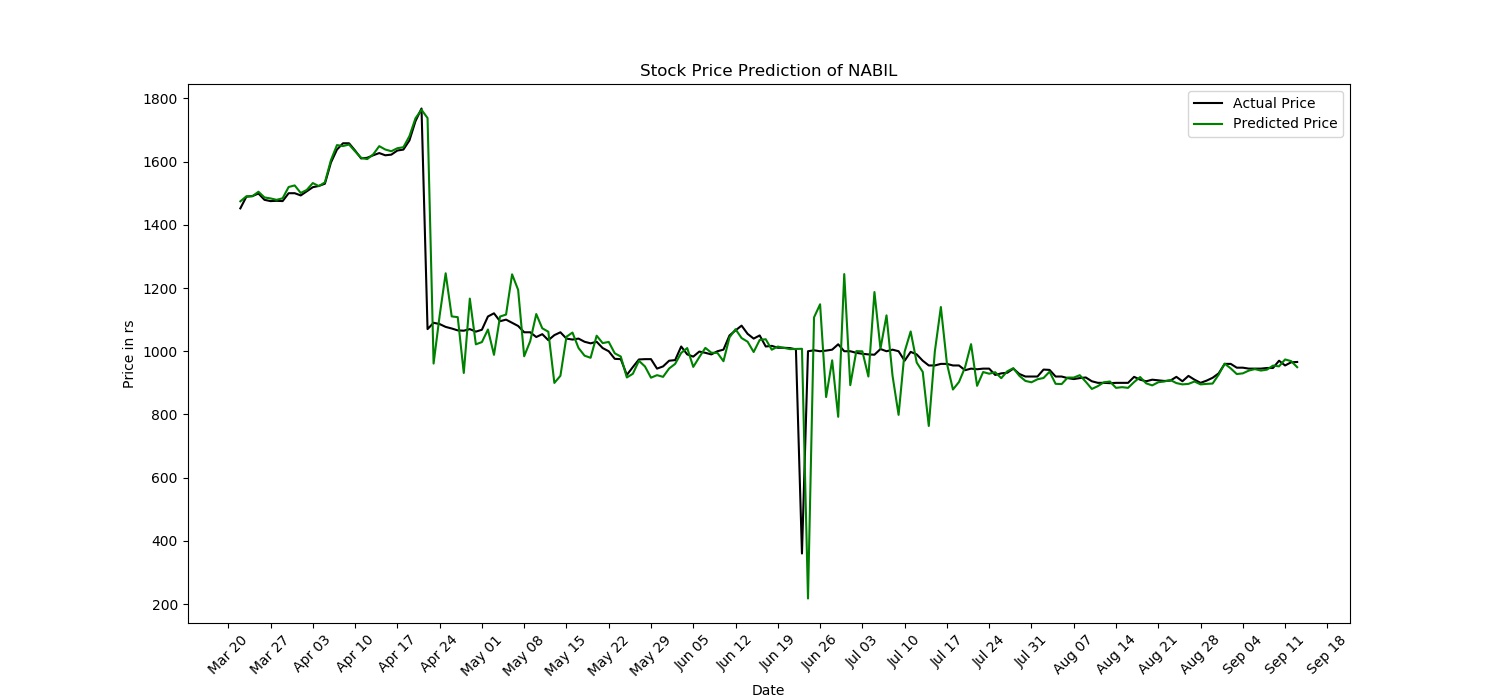 Stock Price Prediction of NABIL
Actual Price
Predicted Price
Price in rs
1800
1600
1400
1200
1000
800
600
400
200
Mar 20
Mar 27
Apr 03
Apr 10
Apr 17
Apr 24
May 01
May 08
May 15
May 22
May 29
Jun 05
Jun 12
Jun 19
Jun 26
Jul 03
Jul 10
Jul 17
Jul 24
Jul 31
Aug 07
Aug 14
Aug 21
Aug 28
Sep 04
Sep 11
Sep 18
Date